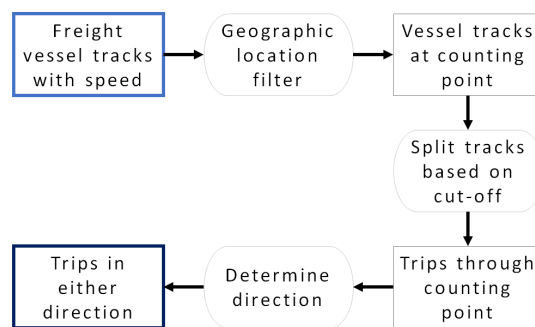 Freight
vessel tracks
with speed
Geographic
location
filter
Vessel tracks
at counting
point
Split tracks
based on
cut-off
Trips through
counting
point
Determine
direction
Trips in
either
direction